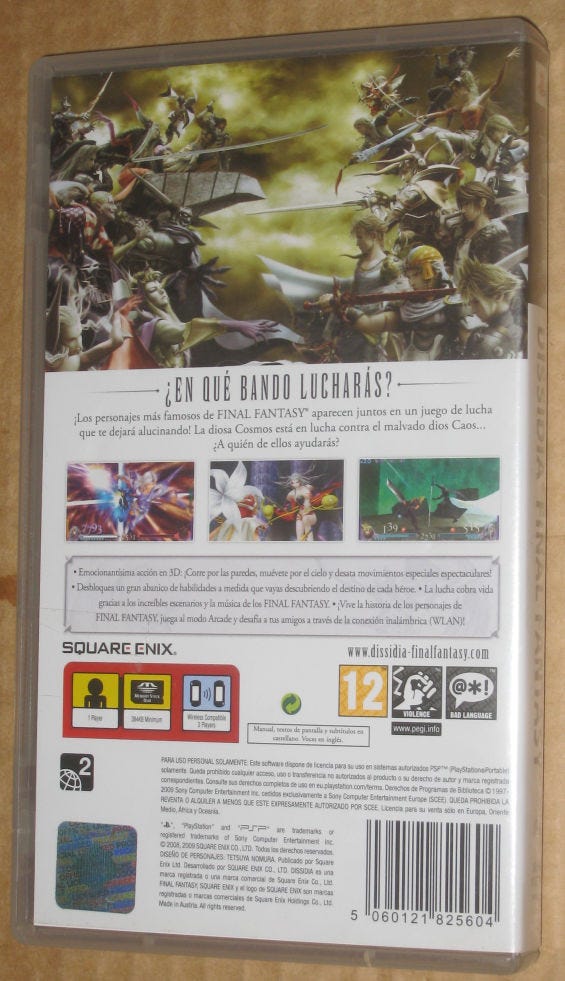 ¿EN QUÉ BANDO LUCHARÁS?
¡Los personajes más famosos de FINAL FANTASY® aparecen juntos en un juego de lucha
que te dejará alucinando! La diosa Cosmos está en lucha contra el malvado dios Caos...
¿A quién de ellos ayudarás?
• Emocionantísima acción en 3D: ¡Corre por las paredes, muévete por el cielo y desata movimientos especiales espectaculares!
• Desbloquea un gran abanico de habilidades a medida que vayas descubriendo el destino de cada héroe. • La lucha cobra vida
gracias a los increíbles escenarios y la música de los FINAL FANTASY. • ¡Vive la historia de los personajes de
FINAL FANTASY, juega al modo Arcade y desafía a tus amigos a través de la conexión inalámbrica (WLAN)!
SQUARE ENIX®
www.dissidia-finalfantasy.com
1 Player
MEMORY STICK
DUO
384KB Minimum
Wireless Compatible
2 Players
Manual, textos de pantalla y subtítulos en
castellano. Voces en inglés.
12
VIOLENCE
www.pegi.info
@*!
BAD LANGUAGE
2
PARA USO PERSONAL SOLAMENTE: Este software dispone de licencia para su uso en sistemas autorizados PSP™ (PlayStation®Portable)
solamente. Queda prohibido cualquier acceso, uso o transferencia no autorizados al producto o su derecho de autor y marca registrada
correspondientes. Consulte sus derechos completos de uso en eu.playstation.com/terms. Derechos de Programas de Biblioteca ©1997-
2009 Sony Computer Entertainment Inc. cedidos exclusivamente a Sony Computer Entertainment Europe (SCEE). QUEDA PROHIBIDA LA
REVENTA O ALQUILER A MENOS QUE ESTE EXPRESAMENTE AUTORIZADO POR SCEE. Licencia para su venta sólo en Europa, Oriente
Medio, África y Oceanía.
", "PlayStation" and "PSP" are trademarks or
registered trademarks of Sony Computer Entertainment Inc.
© 2008, 2009 SQUARE ENIX CO., LTD. Todos los derechos reservados.
DISEÑO DE PERSONAJES: TETSUYA NOMURA. Publicado por Square
Enix Ltd. Desarrollado por SQUARE ENIX CO., LTD. DISSIDIA es una
marca registrada o una marca comercial de Square Enix Co., Ltd.
FINAL FANTASY, SQUARE ENIX y el logo de SQUARE ENIX son marcas
registradas o marcas comerciales de Square Enix Holdings Co., Ltd.
Made in Austria. All rights reserved.
5 060121 825604
DISSIDIA FINAL FANTASY